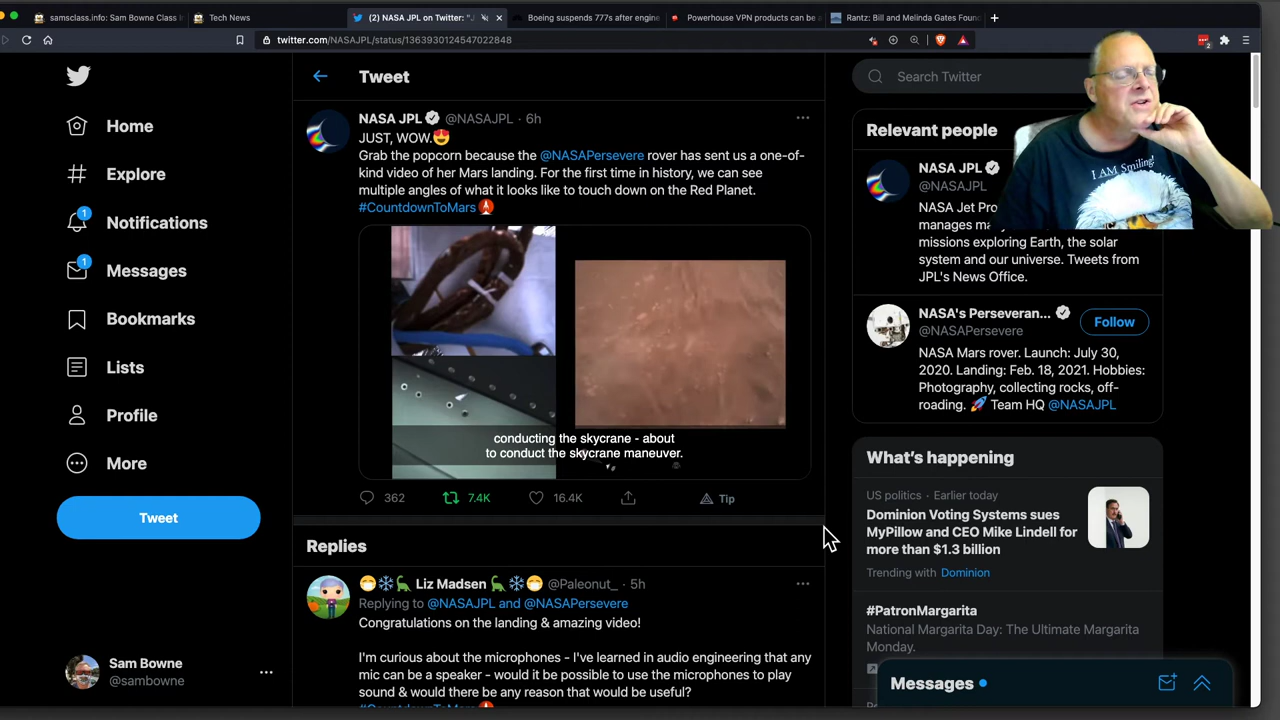 samsclass.info: Sam Bowne Class I
Tech News
(2) NASA JPL on Twitter: "J
Boeing suspends 777s after engin
Powerhouse VPN products can be a
Rantz: Bill and Melinda Gates Foun
twitter.com/NASAJPL/status/1363930124547022848
2
Home
Explore
1
Notifications
1
Messages
Bookmarks
Lists
Profile
More
Tweet
Sam Bowne
@sambowne
Tweet
NASA JPL @NASAJPL · 6h
JUST, WOW.😍
Grab the popcorn because the @NASAPersevere rover has sent us a one-of-
kind video of her Mars landing. For the first time in history, we can see
multiple angles of what it looks like to touch down on the Red Planet.
#CountdownToMars
conducting the skycrane - about
to conduct the skycrane maneuver.
362 7.4K 16.4K Tip
Replies
😷❄️🦕 Liz Madsen 🦕❄️😷 @Paleonut_ · 5h
Replying to @NASAJPL and @NASAPersevere
Congratulations on the landing & amazing video!
I'm curious about the microphones - I've learned in audio engineering that any
mic can be a speaker - would it be possible to use the microphones to play
sound & would there be any reason that would be useful?
#CountdownToMars
Search Twitter
Relevant people
NASA JPL
@NASAJPL
NASA Jet Pro
manages man
missions exploring Earth, the solar
system and our universe. Tweets from
JPL's News Office.
NASA's Perseveran...
@NASAPersevere
Follow
NASA Mars rover. Launch: July 30,
2020. Landing: Feb. 18, 2021. Hobbies:
Photography, collecting rocks, off-
roading. 🚀 Team HQ @NASAJPL
What's happening
US politics · Earlier today
Dominion Voting Systems sues
MyPillow and CEO Mike Lindell for
more than $1.3 billion
Trending with Dominion
#PatronMargarita
National Margarita Day: The Ultimate Margarita
Monday.
Messages
I AM Smiling!